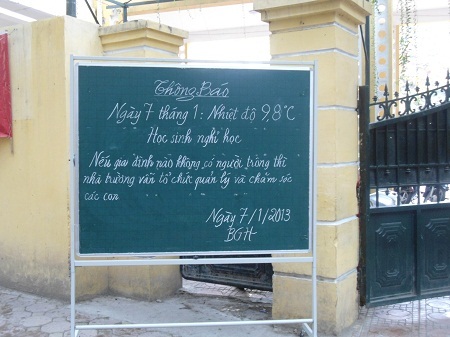 Thông Báo
Ngày 7 tháng 1: Nhiệt độ 9,8°C
Học sinh nghỉ học
Nếu gia đình nào không có người trông thì
nhà trường vẫn tổ chức quản lý và chăm sóc
các con
Ngày 7/1/2013
BGH